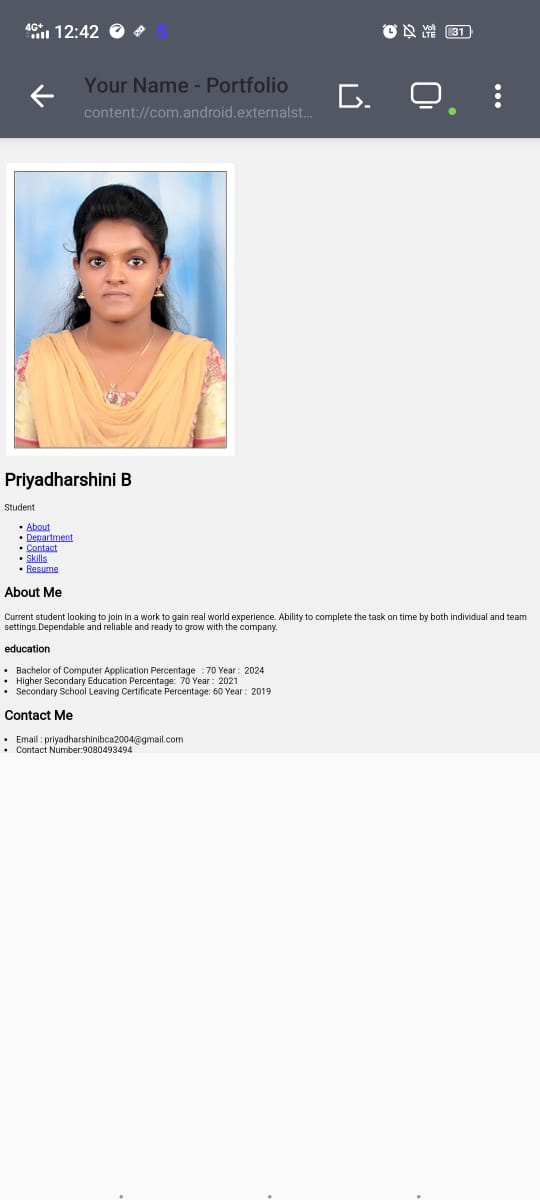 4G+ 12:42 S Vo) LTE 31
Your Name - Portfolio
content://com.android.externalst...
Priyadharshini B
Student
• About
• Department
• Contact
• Skills
• Resume
About Me
Current student looking to join in a work to gain real world experience. Ability to complete the task on time by both individual and team
settings.Dependable and reliable and ready to grow with the company.
education
• Bachelor of Computer Application Percentage : 70 Year : 2024
• Higher Secondary Education Percentage: 70 Year : 2021
• Secondary School Leaving Certificate Percentage: 60 Year : 2019
Contact Me
• Email : priyadharshinibca2004@gmail.com
• Contact Number:9080493494